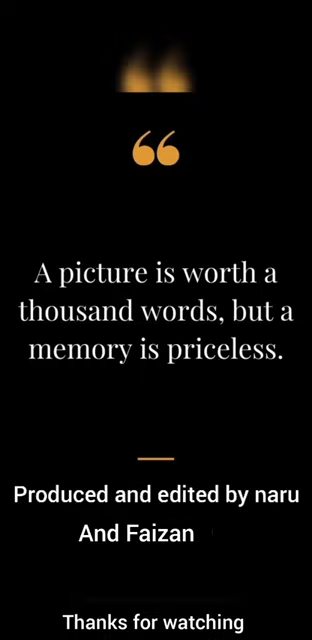 “
A picture is worth a
thousand words, but a
memory is priceless.
Produced and edited by naru
And Faizan
Thanks for watching